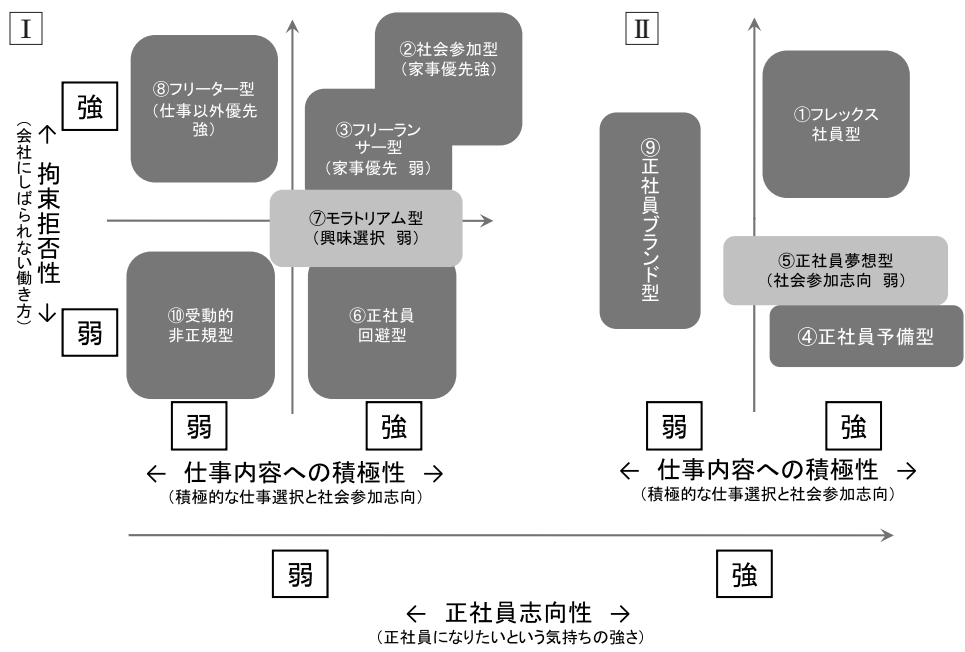 Ⅰ
強
弱
↑ 拘束拒否性 ↓
(会社にしばられない働き方)
⑧フリーター型
(仕事以外優先
強)
②社会参加型
(家事優先強)
③フリーラン
サー型
(家事優先 弱)
⑦モラトリアム型
(興味選択 弱)
⑩受動的
非正規型
⑥正社員
回避型
弱
強
← 仕事内容への積極性 →
(積極的な仕事選択と社会参加志向)
Ⅱ
①フレックス
社員型
⑨正社員ブランド型
⑤正社員夢想型
(社会参加志向 弱)
④正社員予備型
弱
強
← 仕事内容への積極性 →
(積極的な仕事選択と社会参加志向)
弱
強
← 正社員志向性 →
(正社員になりたいという気持ちの強さ)